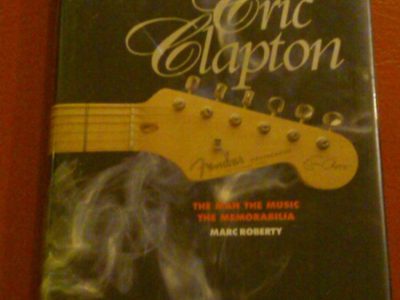 Eric
Clapton
Fender
THE MAN THE MUSIC
THE MEMORABILIA
MARC ROBERTY